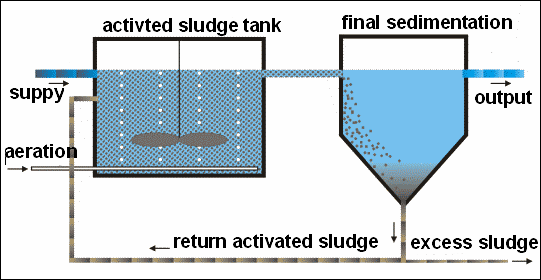 activted sludge tank
final sedimentation
suppy
output
aeration
return activated sludge
excess sludge